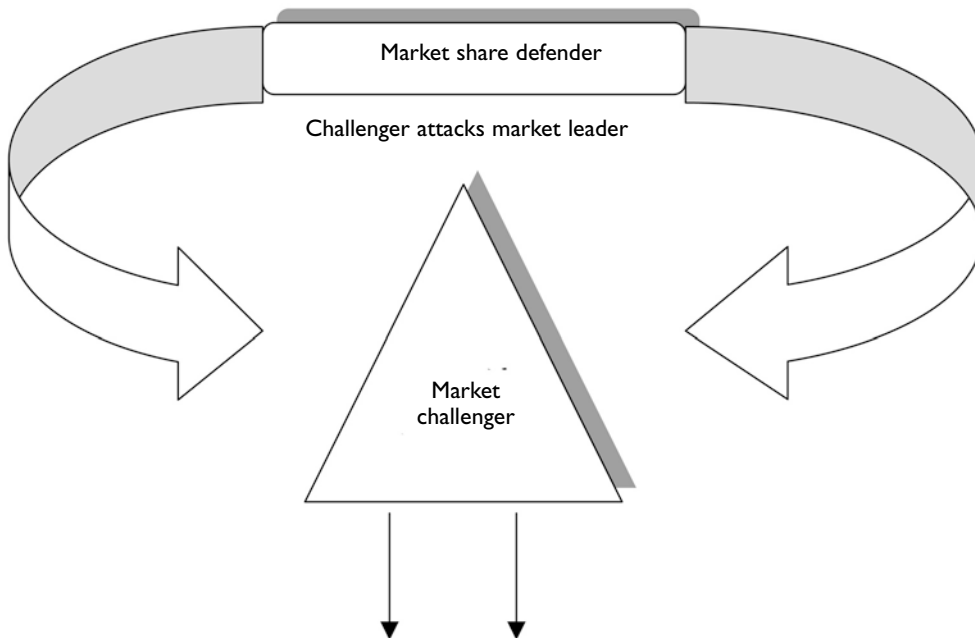 Market share defender
Challenger attacks market leader
Market
challenger